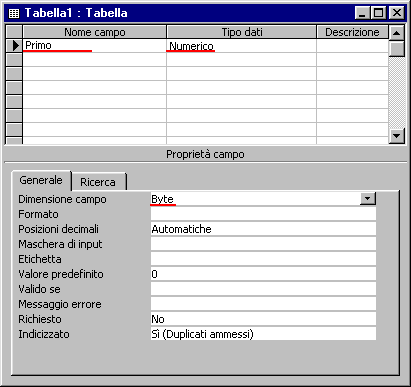 Tabella1 : Tabella
Nome campo Tipo dati Descrizione
Primo Numerico
Proprietà campo
Generale Ricerca
Dimensione campo Byte
Formato
Posizioni decimali Automatiche
Maschera di input
Etichetta
Valore predefinito 0
Valido se
Messaggio errore
Richiesto No
Indicizzato Sì (Duplicati ammessi)